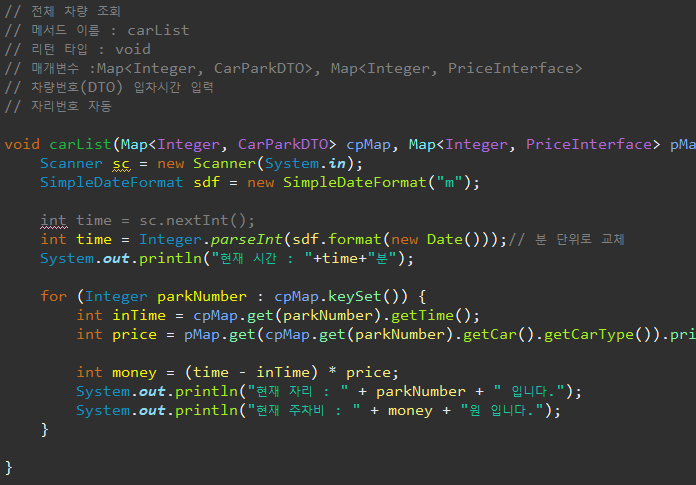 // 전체 차량 조회
// 메서드 이름 : carList
// 리턴 타입 : void
// 매개변수 :Map<Integer, CarParkDTO>, Map<Integer, PriceInterface>
// 차량번호(DTO) 입차시간 입력
// 자리번호 자동
void carList(Map<Integer, CarParkDTO> cpMap, Map<Integer, PriceInterface> pMa
Scanner sc = new Scanner(System.in);
SimpleDateFormat sdf = new SimpleDateFormat("m");
int time = sc.nextInt();
int time = Integer.parseInt(sdf.format(new Date()));// 분 단위로 교체
System.out.println("현재 시간 : "+time+"분");
for (Integer parkNumber : cpMap.keySet()) {
int inTime = cpMap.get(parkNumber).getTime();
int price = pMap.get(cpMap.get(parkNumber).getCar().getCarType()).pri
int money = (time - inTime) * price;
System.out.println("현재 자리 : " + parkNumber + " 입니다.");
System.out.println("현재 주차비 : " + money + "원 입니다.");
}
}